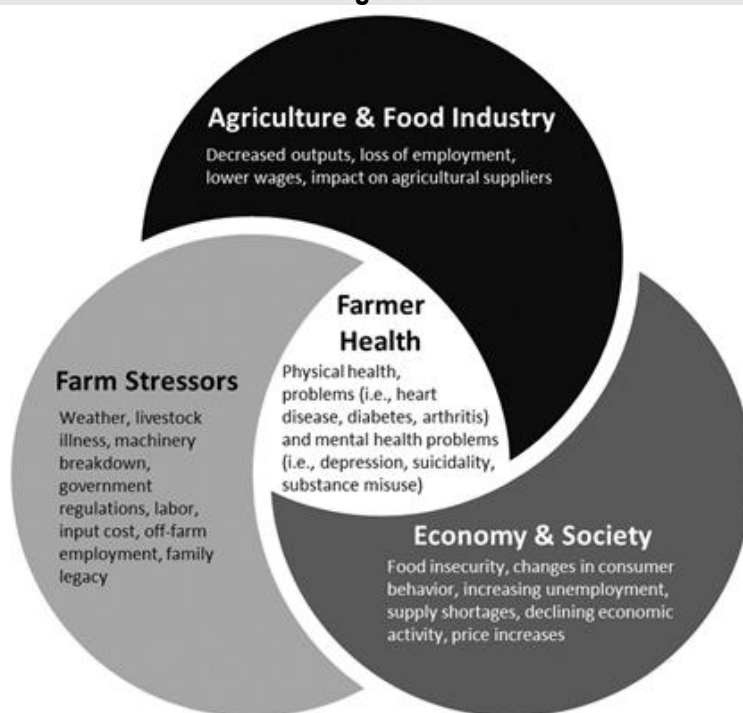 Agriculture & Food Industry
Decreased outputs, loss of employment,
lower wages, impact on agricultural suppliers
Farmer
Health
Physical health,
problems (i.e., heart
disease, diabetes, arthritis)
and mental health problems
(i.e., depression, suicidality,
substance misuse)
Farm Stressors
Weather, livestock
illness, machinery
breakdown,
government
regulations, labor,
input cost, off-farm
employment, family
legacy
Economy & Society
Food insecurity, changes in consumer
behavior, increasing unemployment,
supply shortages, declining economic
activity, price increases